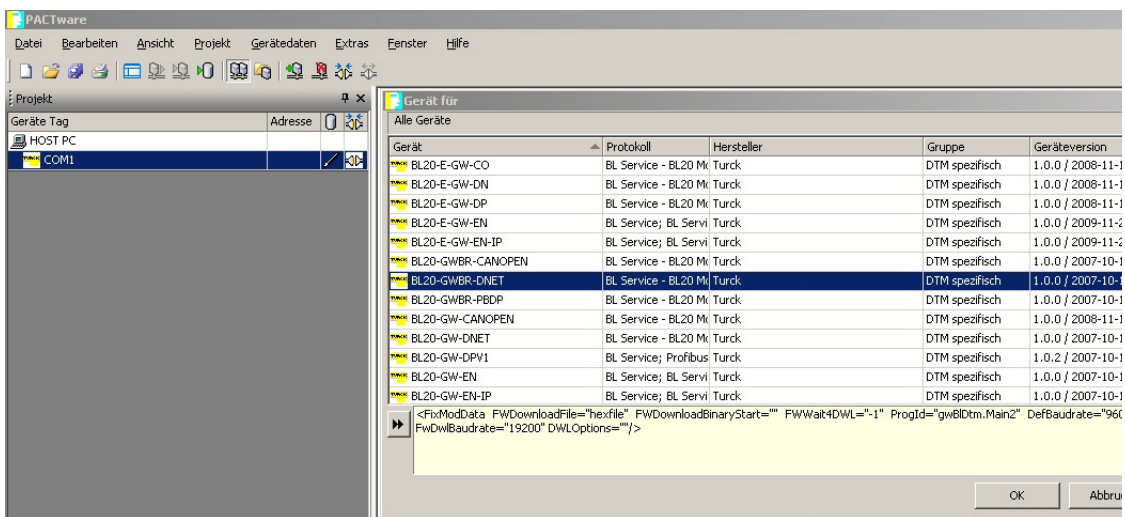 PACTware
Datei Bearbeiten Ansicht Projekt Gerätedaten Extras Fenster Hilfe
Projekt
Geräte Tag Adresse
HOST PC
COM1
Gerät für
Alle Geräte
Gerät Protokoll Hersteller Gruppe Geräteversion
BL20-E-GW-CO BL Service - BL20 Mo Turck DTM spezifisch 1.0.0 / 2008-11-1
BL20-E-GW-DN BL Service - BL20 Mo Turck DTM spezifisch 1.0.0 / 2008-11-1
BL20-E-GW-DP BL Service - BL20 Mo Turck DTM spezifisch 1.0.0 / 2008-11-1
BL20-E-GW-EN BL Service; BL Servi Turck DTM spezifisch 1.0.0 / 2009-11-2
BL20-E-GW-EN-IP BL Service; BL Servi Turck DTM spezifisch 1.0.0 / 2009-11-2
BL20-GWBR-CANOPEN BL Service - BL20 Mo Turck DTM spezifisch 1.0.0 / 2007-10-1
BL20-GWBR-DNET BL Service - BL20 Mo Turck DTM spezifisch 1.0.0 / 2007-10-1
BL20-GWBR-PBDP BL Service - BL20 Mo Turck DTM spezifisch 1.0.0 / 2007-10-1
BL20-GW-CANOPEN BL Service - BL20 Mo Turck DTM spezifisch 1.0.0 / 2008-11-1
BL20-GW-DNET BL Service - BL20 Mo Turck DTM spezifisch 1.0.0 / 2007-10-1
BL20-GW-DPV1 BL Service; Profibus Turck DTM spezifisch 1.0.2 / 2007-10-1
BL20-GW-EN BL Service; BL Servi Turck DTM spezifisch 1.0.0 / 2007-10-1
BL20-GW-EN-IP BL Service; BL Servi Turck DTM spezifisch 1.0.0 / 2007-10-1
<FixModData FWDownloadFile="hexfile" FWDownloadBinaryStart="" FWWait4DWL="-1" ProgId="gwBlDtm.Main2" DefBaudrate="960
FwDwlBaudrate="19200" DWLOptions=""/>
OK Abbru